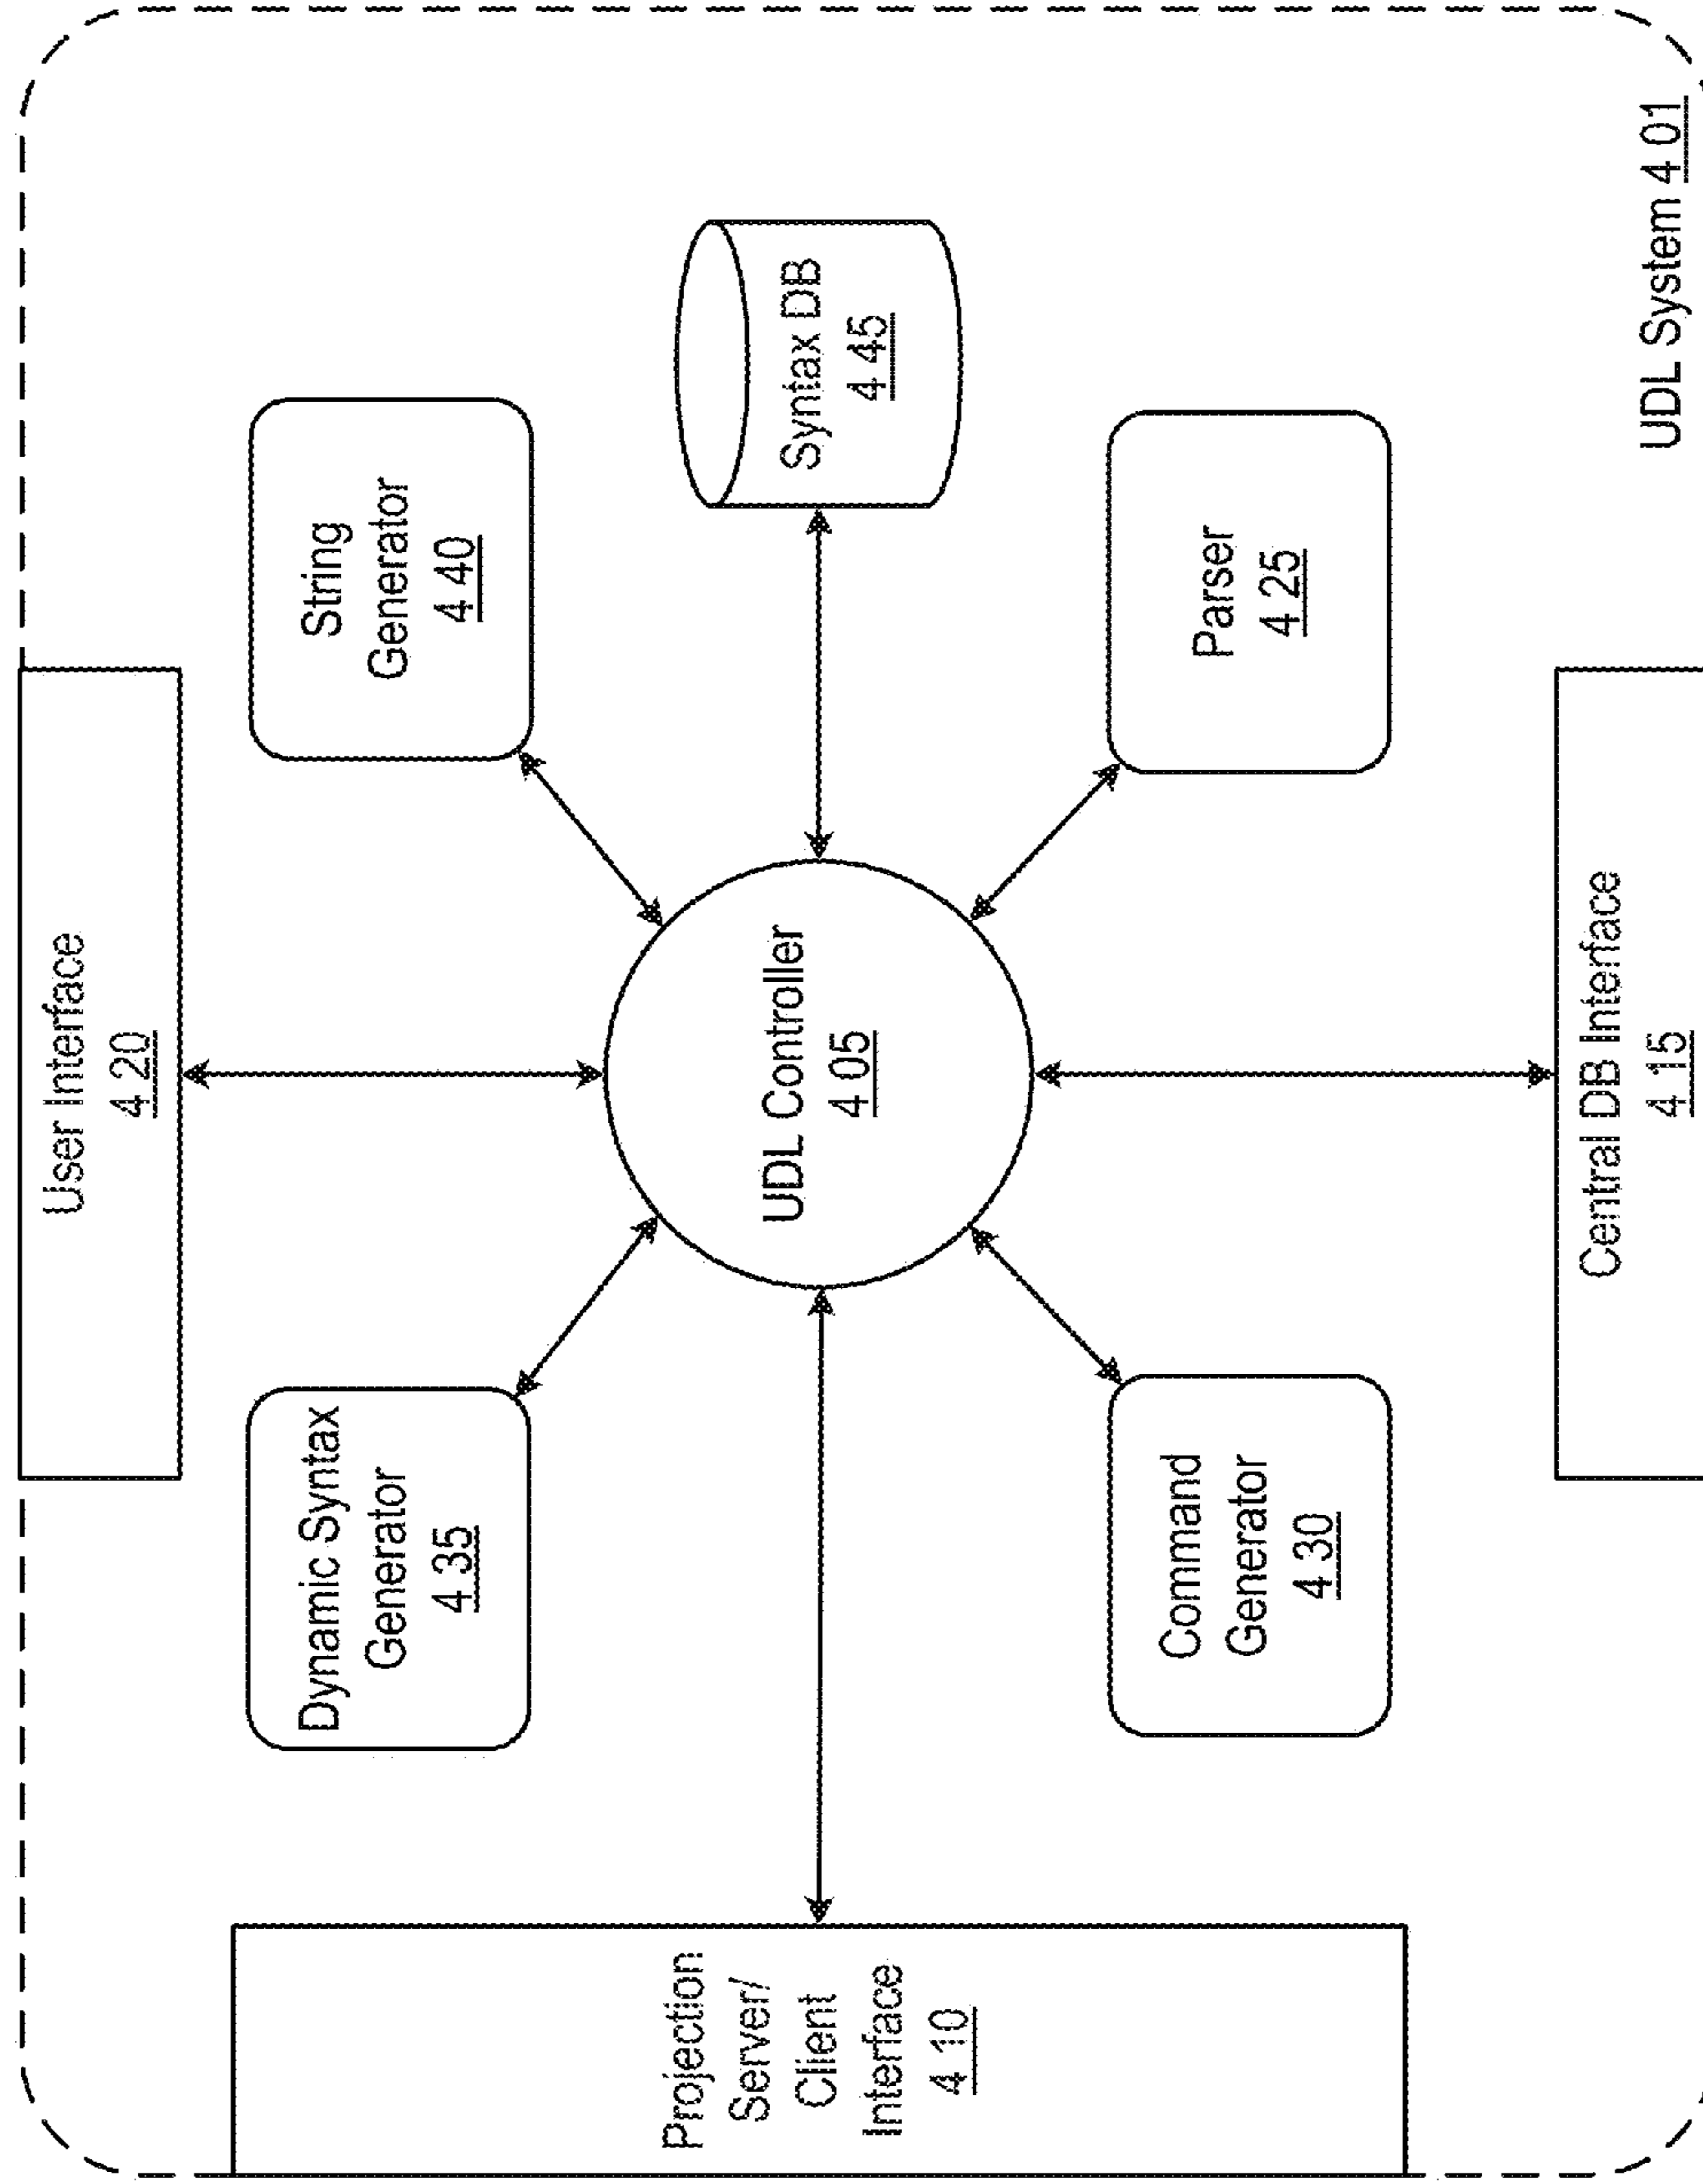 User Interface
4 20
Dynamic Syntax
Generator
4 35
String
Generator
4 40
Projection
Server/
Client
Interface
4 10
UDL Controller
4 05
Syntax DB
4 45
Command
Generator
4 30
Parser
4 25
Central DB Interface
4 15
UDL System 4 01